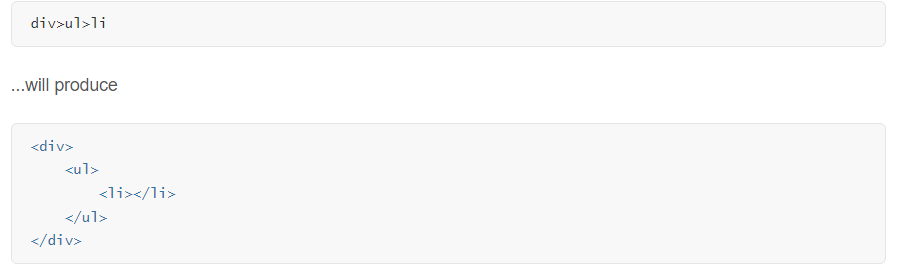 div>ul>li
...will produce
<div>
    <ul>
        <li></li>
    </ul>
</div>